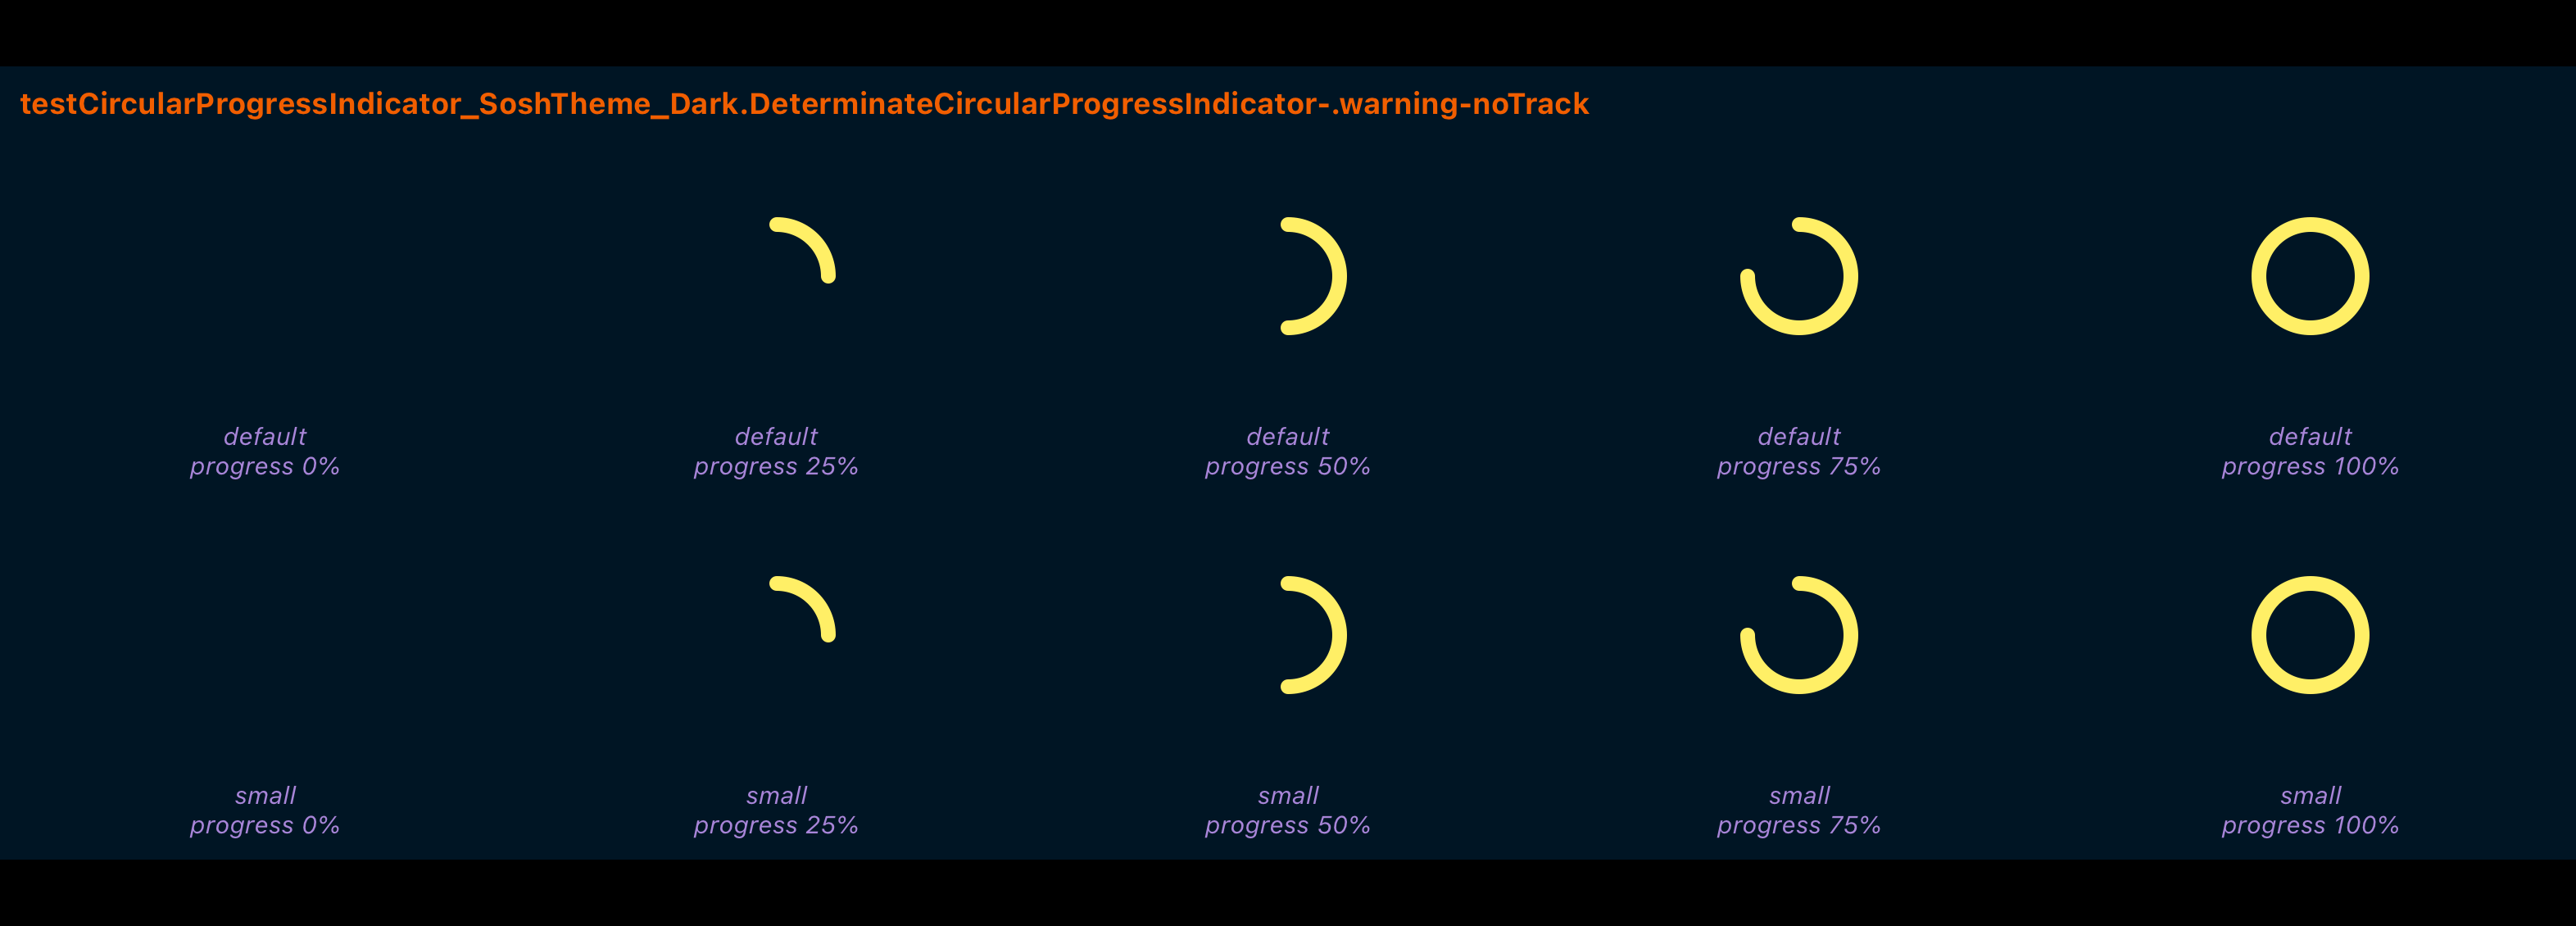 testCircularProgressIndicator_SoshTheme_Dark.DeterminateCircularProgressIndicator-.warning-noTrack
default
progress 0%
default
progress 25%
default
progress 50%
default
progress 75%
default
progress 100%
small
progress 0%
small
progress 25%
small
progress 50%
small
progress 75%
small
progress 100%